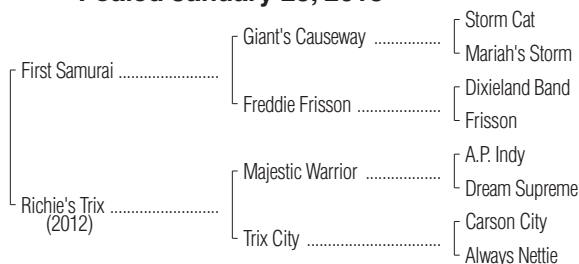 Storm Cat
Giant's Causeway ................
Mariah's Storm
First Samurai .......................
Dixieland Band
Freddie Frisson ....................
Frisson
A.P. Indy
Majestic Warrior ..................
Dream Supreme
Richie's Trix .........................
(2012)
Carson City
Trix City ................................
Always Nettie